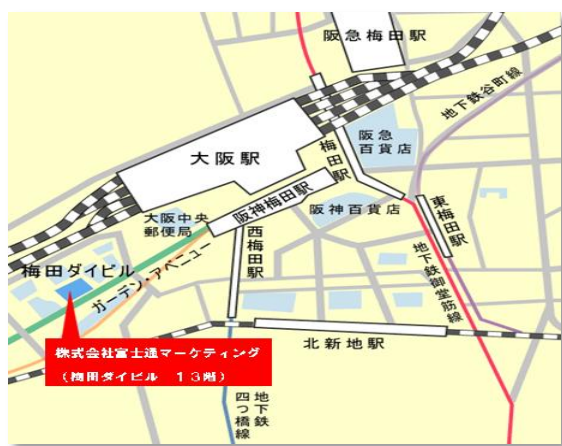 阪急梅田駅
地下鉄谷町線
阪急
百貨店
梅田駅
大阪駅
阪神梅田駅
阪神百貨店
東梅田駅
大阪中央
郵便局
西梅田駅
地下鉄御堂筋線
梅田ダイビル
ガーデン・アベニュー
北新地駅
株式会社富士通マーケティング
(梅田ダイビル 13階)
地下鉄
四つ橋線